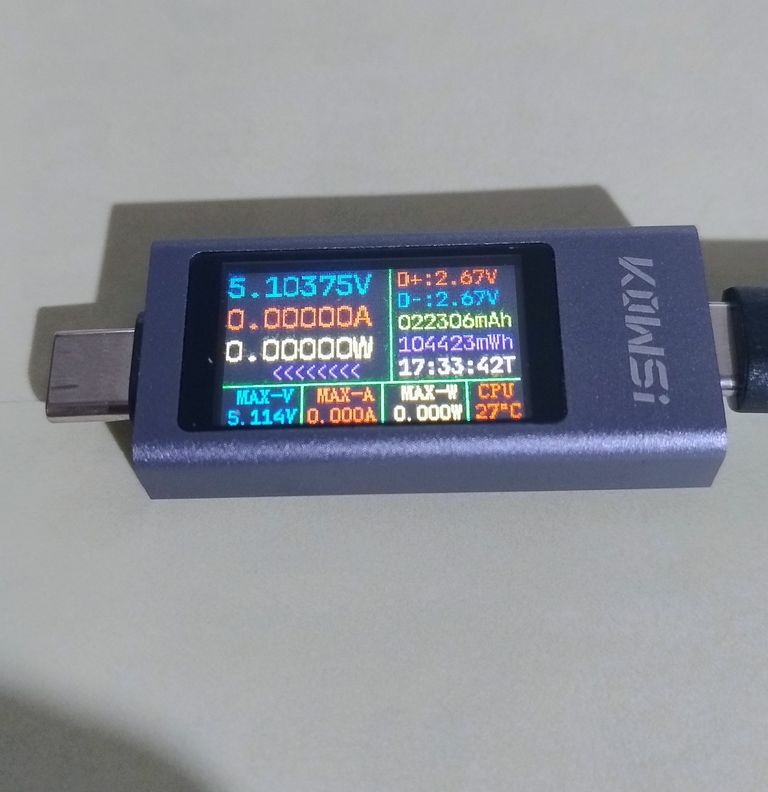 5.10375V
0.00000A
0.00000W
<<<<<<<<
D+:2.67V
D-:2.67V
022306mAh
104423mWh
17:33:42T
MAX-V
5.114V
MAX-A
0.000A
MAX-W
0.000W
CPU
27°C
KOWSi